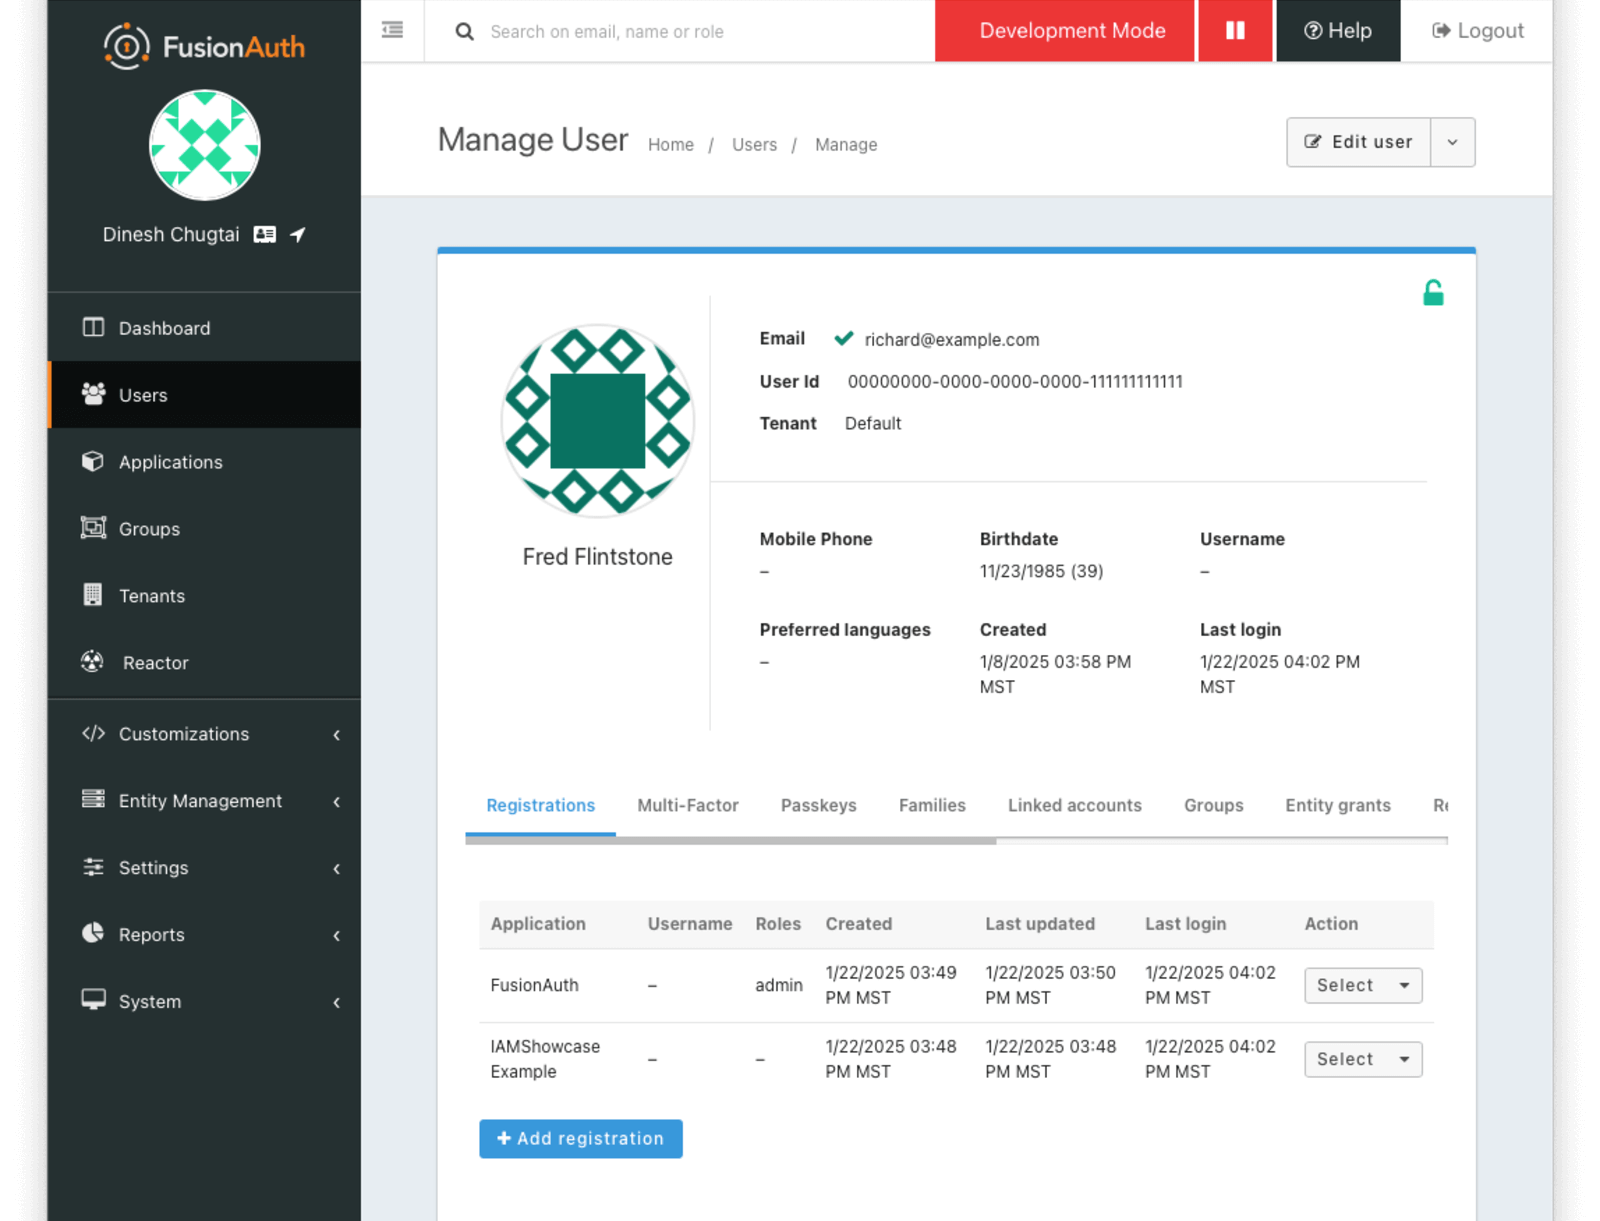 FusionAuth
Dinesh Chugtai
Dashboard
Users
Applications
Groups
Tenants
Reactor
Customizations
Entity Management
Settings
Reports
System
Search on email, name or role
Development Mode
Help
Logout
Manage User
Home / Users / Manage
Edit user
Fred Flintstone
Email richard@example.com
User Id 00000000-0000-0000-0000-111111111111
Tenant Default
Mobile Phone Birthdate Username
– 11/23/1985 (39) –
Preferred languages Created Last login
– 1/8/2025 03:58 PM 1/22/2025 04:02 PM
MST MST
Registrations Multi-Factor Passkeys Families Linked accounts Groups Entity grants
Application Username Roles Created Last updated Last login Action
1/22/2025 03:49 1/22/2025 03:50 1/22/2025 04:02
FusionAuth – admin Select
PM MST PM MST PM MST
IAMShowcase 1/22/2025 03:48 1/22/2025 03:48 1/22/2025 04:02
– – Select
Example PM MST PM MST PM MST
+ Add registration